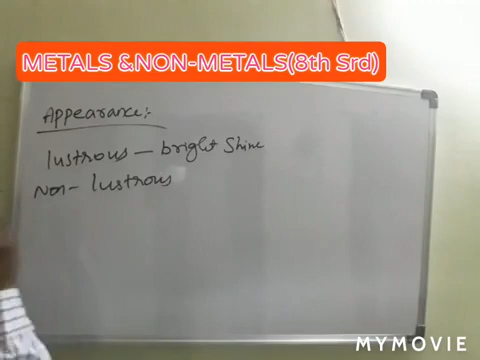 METALS &NON-METALS(8th Srd)
Appearance:-
lustrous — bright Shine
Non- lustrous
MYMOVIE